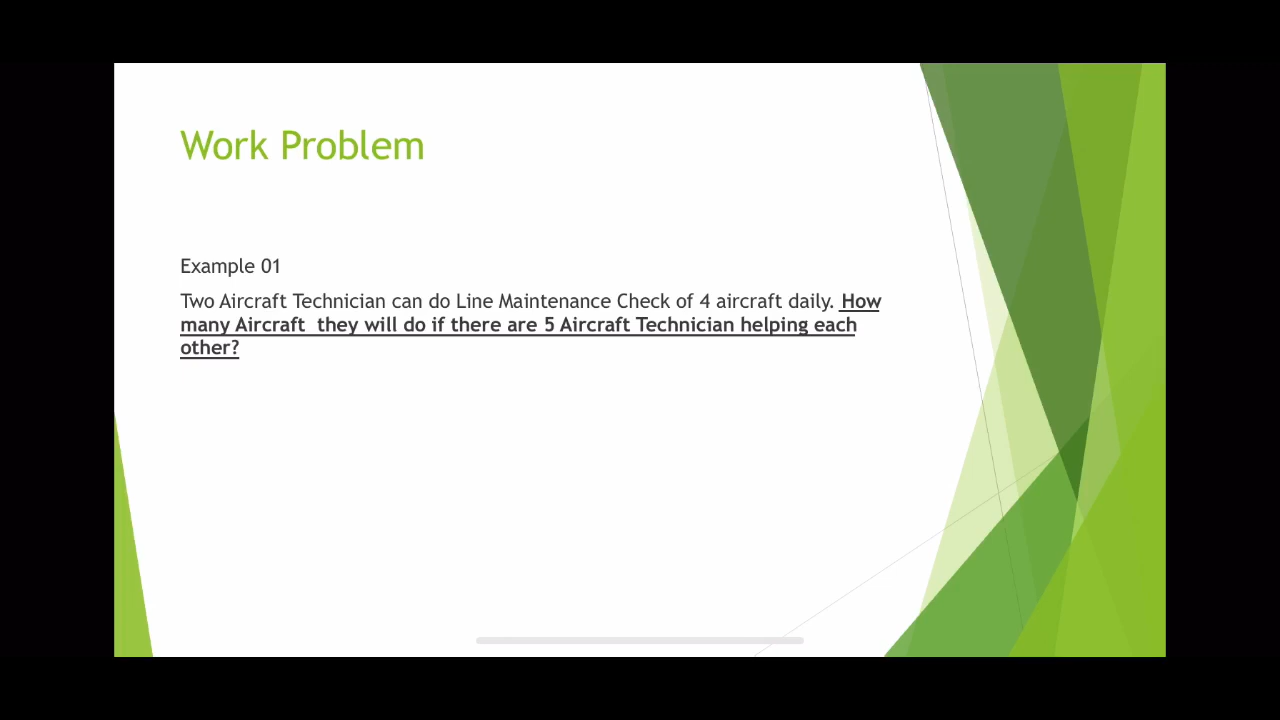 Work Problem
Example 01
Two Aircraft Technician can do Line Maintenance Check of 4 aircraft daily. How
many Aircraft  they will do if there are 5 Aircraft Technician helping each
other?